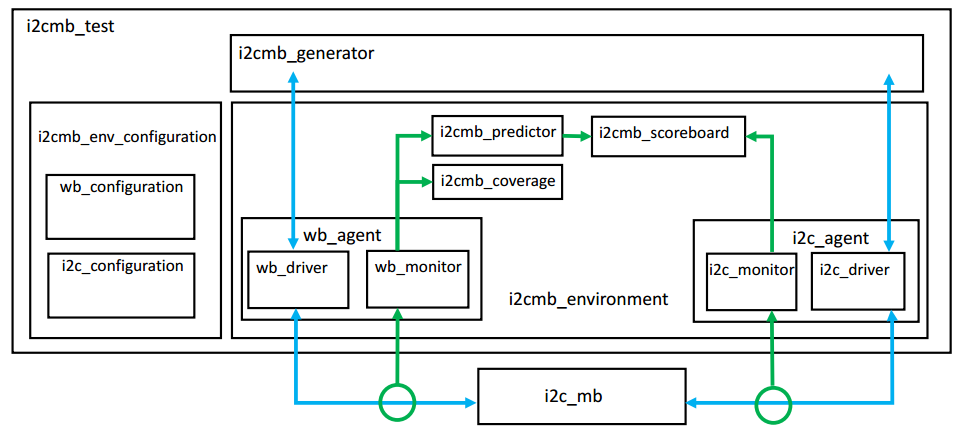 i2cmb_test
i2cmb_generator
i2cmb_env_configuration
wb_configuration
i2c_configuration
i2cmb_predictor
i2cmb_scoreboard
i2cmb_coverage
wb_agent
wb_driver
wb_monitor
i2cmb_environment
i2c_agent
i2c_monitor
i2c_driver
i2c_mb